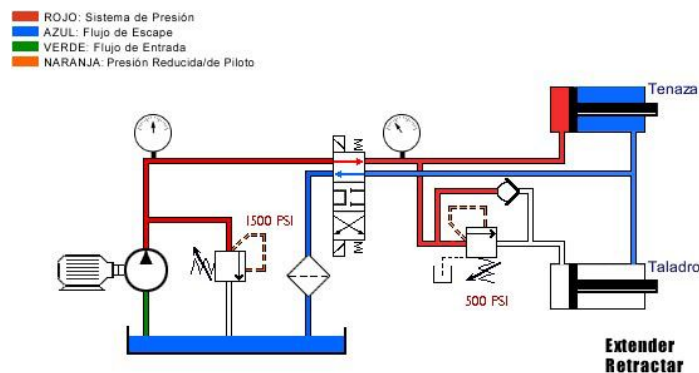 ROJO: Sistema de Presión
AZUL: Flujo de Escape
VERDE: Flujo de Entrada
NARANJA: Presión Reducida/de Piloto
Tenaza
1500 PSI
500 PSI
Taladro
Extender
Retractar